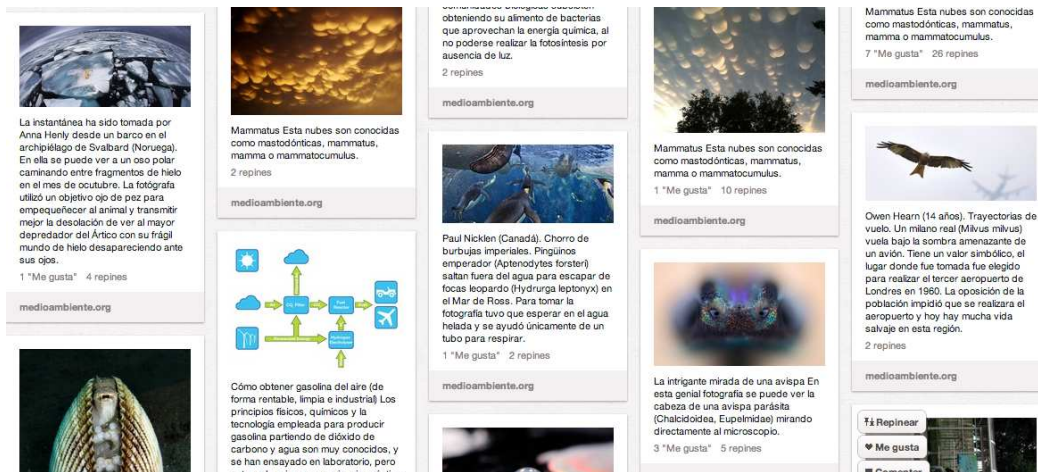 La instantánea ha sido tomada por
Anna Henly desde un barco en el
archipiélago de Svalbard (Noruega).
En ella se puede ver a un oso polar
caminando entre fragmentos de hielo
en el mes de ocutubre. La fotógrafa
utilizó un objetivo ojo de pez para
empequeñecer al animal y transmitir
mejor la desolación de ver al mayor
depredador del Ártico con su frágil
mundo de hielo desapareciendo ante
sus ojos.
1 "Me gusta" 4 repines
medioambiente.org
Mammatus Esta nubes son conocidas
como mastodónticas, mammatus,
mamma o mammatocumulus.
2 repines
medioambiente.org
Cómo obtener gasolina del aire (de
forma rentable, limpia e industrial) Los
principios físicos, químicos y la
tecnología empleada para producir
gasolina partiendo de dióxido de
carbono y agua son muy conocidos, y
se han ensayado en laboratorio, pero
obteniendo su alimento de bacterias
que aprovechan la energía química, al
no poderse realizar la fotosíntesis por
ausencia de luz.
2 repines
medioambiente.org
Paul Nicklen (Canadá). Chorro de
burbujas imperiales. Pingüinos
emperador (Aptenodytes forsteri)
saltan fuera del agua para escapar de
focas leopardo (Hydrurga leptonyx) en
el Mar de Ross. Para tomar la
fotografía tuvo que esperar en el agua
helada y se ayudó únicamente de un
tubo para respirar.
1 "Me gusta" 2 repines
medioambiente.org
Mammatus Esta nubes son conocidas
como mastodónticas, mammatus,
mamma o mammatocumulus.
1 "Me gusta" 10 repines
medioambiente.org
La intrigante mirada de una avispa En
esta genial fotografía se puede ver la
cabeza de una avispa parásita
(Chalcidoidea, Eupelmidae) mirando
directamente al microscopio.
3 "Me gusta" 5 repines
Mammatus Esta nubes son conocidas
como mastodónticas, mammatus,
mamma o mammatocumulus.
7 "Me gusta" 26 repines
medioambiente.org
Owen Hearn (14 años). Trayectorias de
vuelo. Un milano real (Milvus milvus)
vuela bajo la sombra amenazante de
un avión. Tiene un valor simbólico, el
lugar donde fue tomada fue elegido
para realizar el tercer aeropuerto de
Londres en 1960. La oposición de la
población impidió que se realizara el
aeropuerto y hoy hay mucha vida
salvaje en esta región.
2 repines
medioambiente.org
Repinear
Me gusta
Comentar